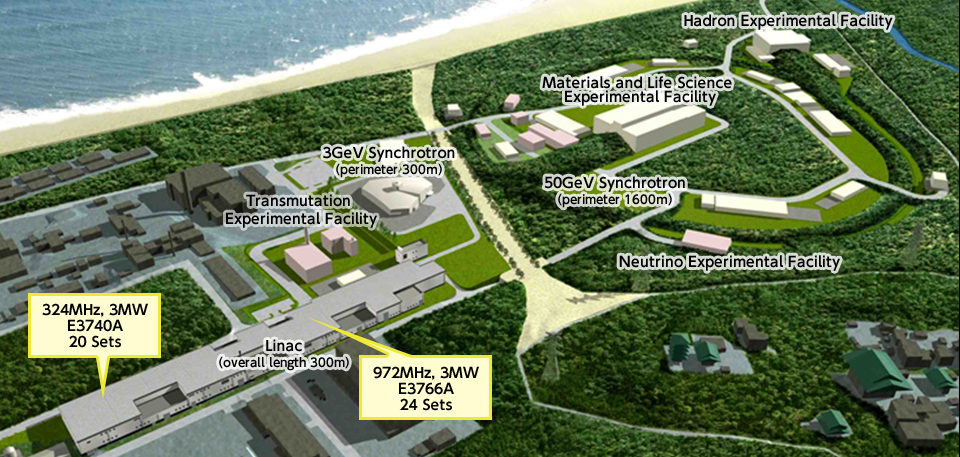 Hadron Experimental Facility
Materials and Life Science
Experimental Facility
3GeV Synchrotron
(perimeter 300m)
50GeV Synchrotron
(perimeter 1600m)
Transmutation
Experimental Facility
Neutrino Experimental Facility
324MHz, 3MW
E3740A
20 Sets
Linac
(overall length 300m)
972MHz, 3MW
E3766A
24 Sets